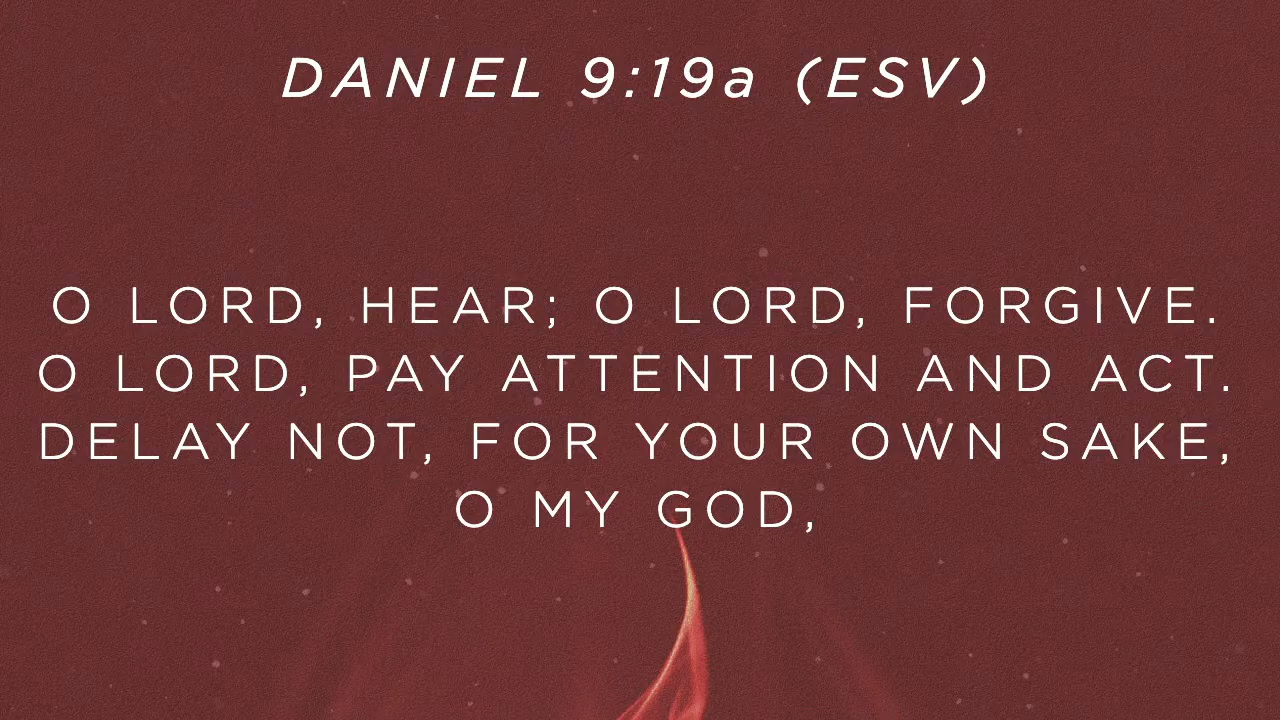 DANIEL 9:19a (ESV)
O LORD, HEAR; O LORD, FORGIVE.
O LORD, PAY ATTENTION AND ACT.
DELAY NOT, FOR YOUR OWN SAKE,
O MY GOD,